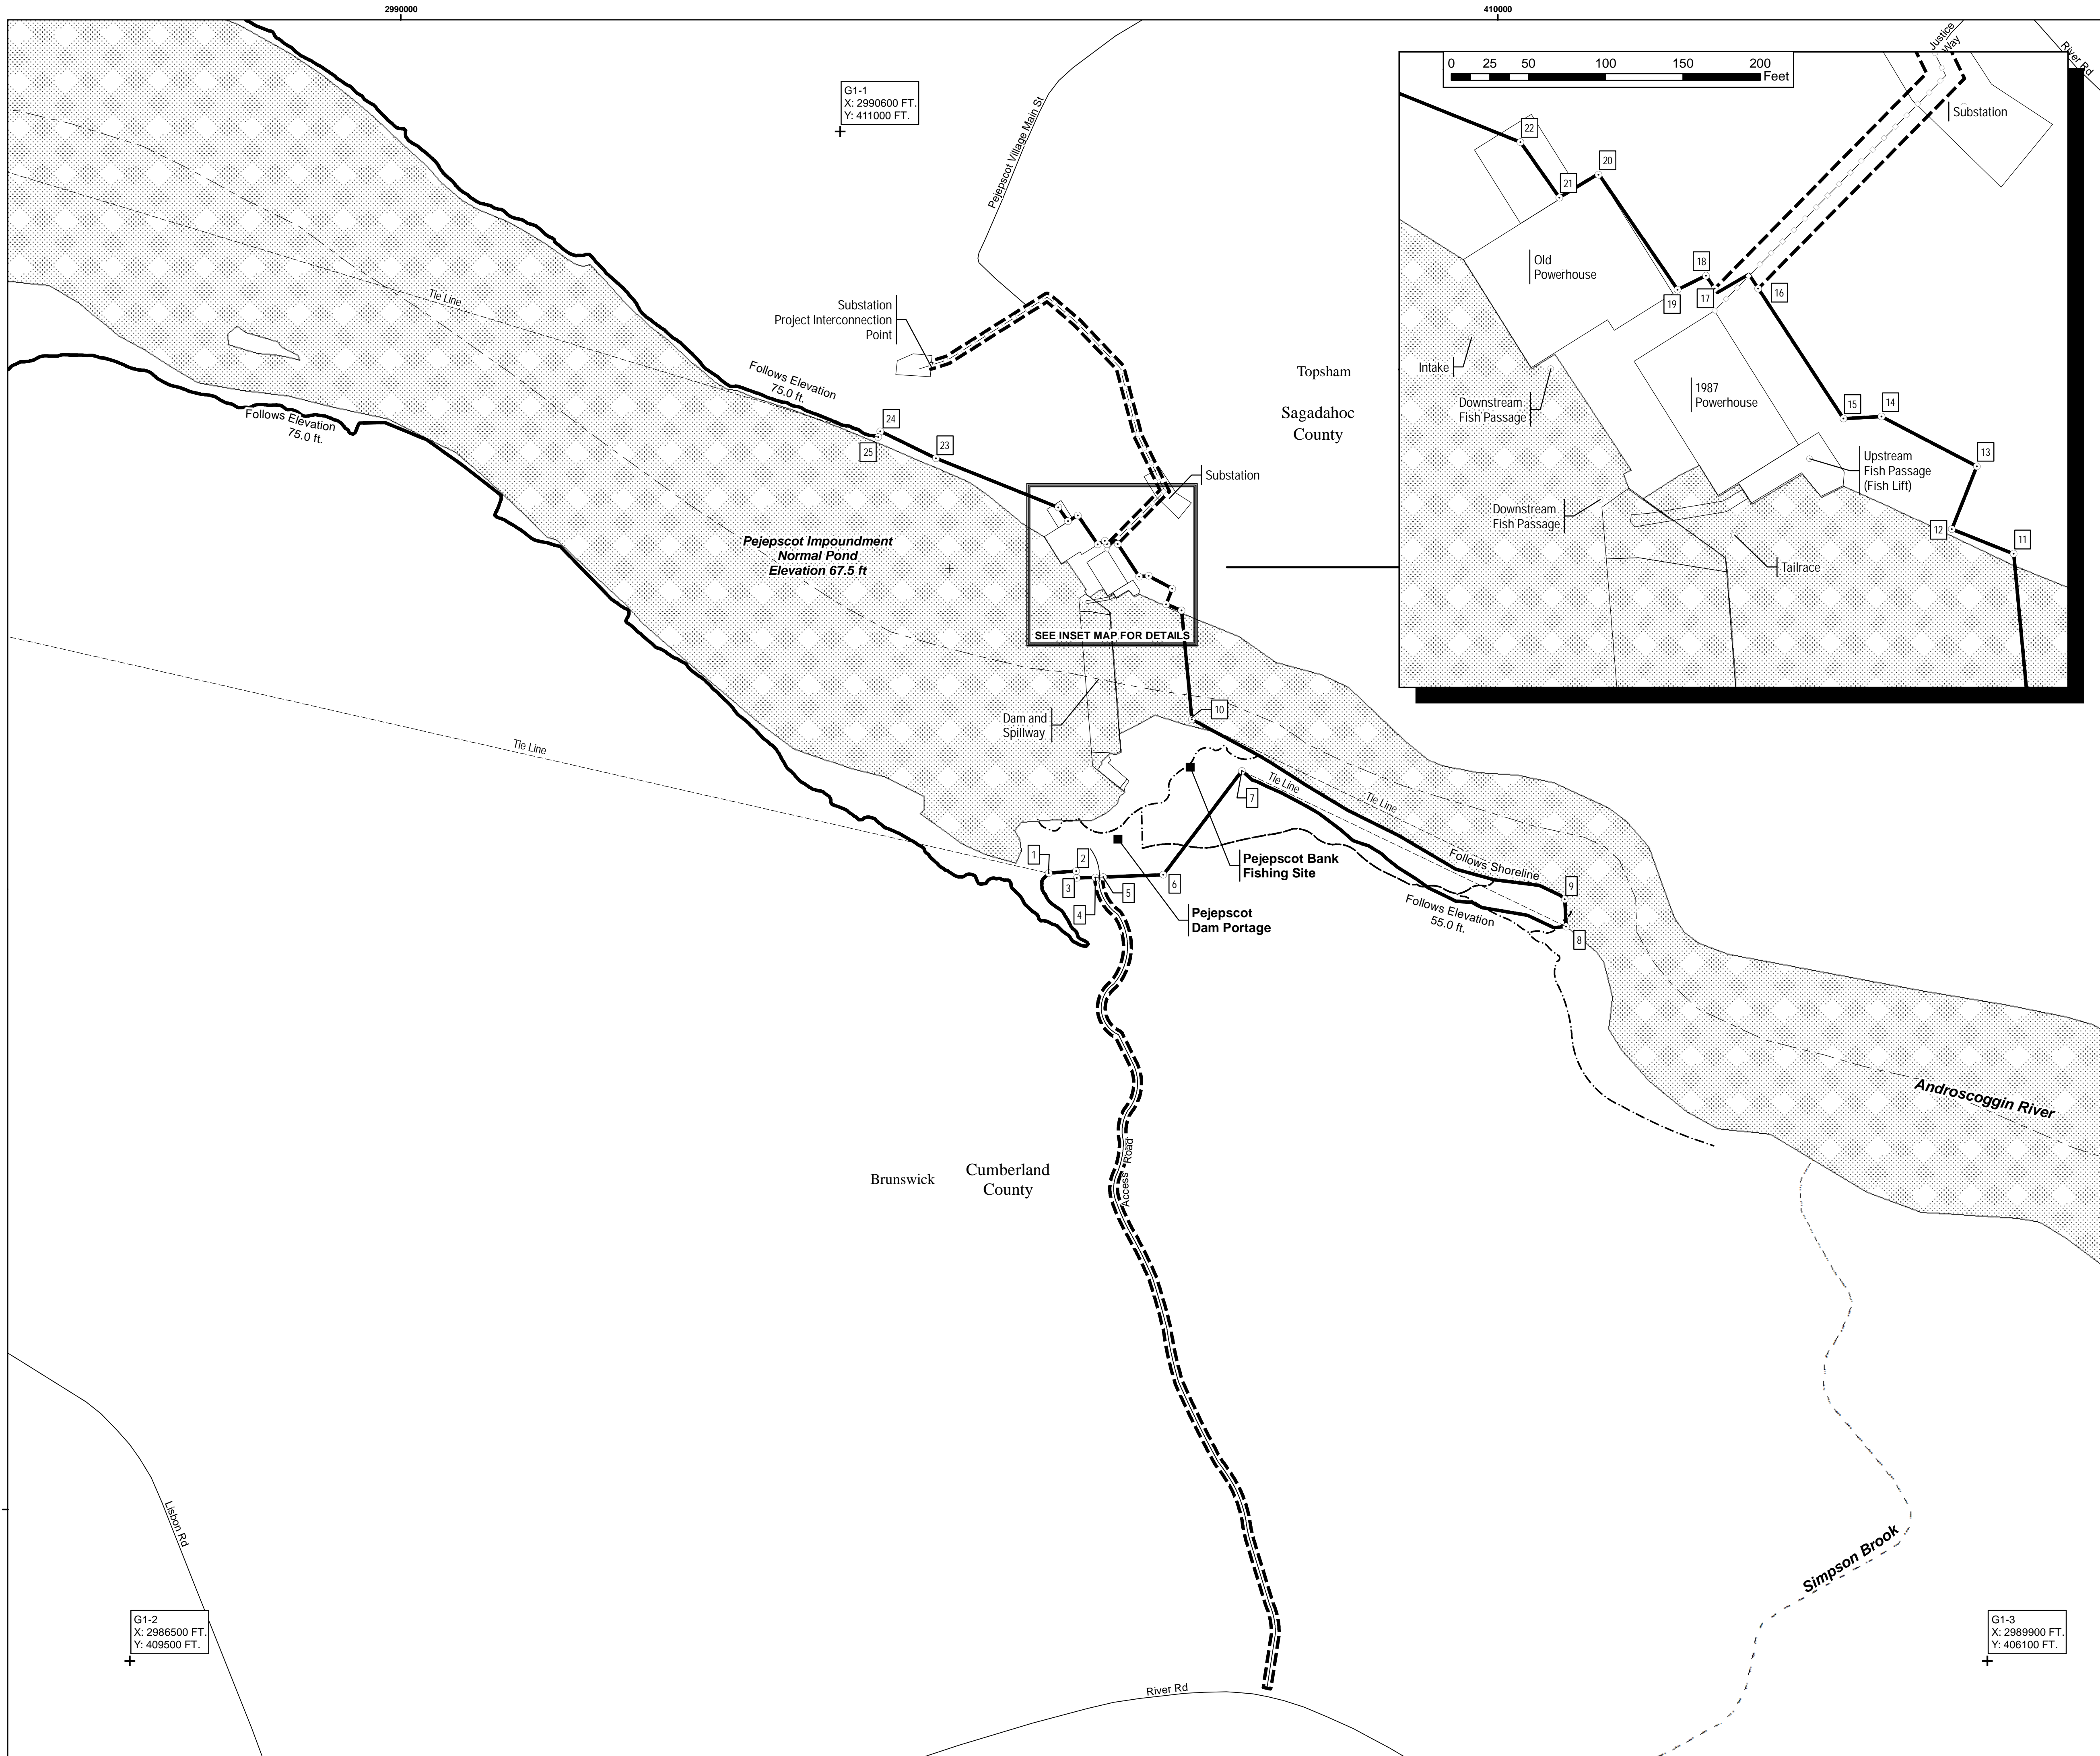 2990000
410000
G1-1
X: 2990600 FT.
Y: 411000 FT.
Pejepscot Village Main St
Justice
Way
River Rd
0 25 50 100 150 200
Feet
Substation
22
20
21
18
19
17
16
Old
Powerhouse
Intake
Downstream
Fish Passage
1987
Powerhouse
15
14
13
Upstream
Fish Passage
(Fish Lift)
Downstream
Fish Passage
12
11
Tailrace
Tie Line
Substation
Project Interconnection
Point
Topsham
Sagadahoc
County
Follows Elevation
75.0 ft.
Follows Elevation
75.0 ft.
24
25
23
Substation
Pejepscot Impoundment
Normal Pond
Elevation 67.5 ft
SEE INSET MAP FOR DETAILS
Dam and
Spillway
10
Tie Line
7
Tie Line
Tie Line
1
2
3
4
5
6
Pejepscot Bank
Fishing Site
Pejepscot
Dam Portage
Follows Shoreline
Follows Elevation
55.0 ft.
9
8
Androscoggin River
Brunswick
Cumberland
County
Access Road
Lisbon Rd
Simpson Brook
G1-2
X: 2986500 FT.
Y: 409500 FT.
G1-3
X: 2989900 FT.
Y: 406100 FT.
River Rd